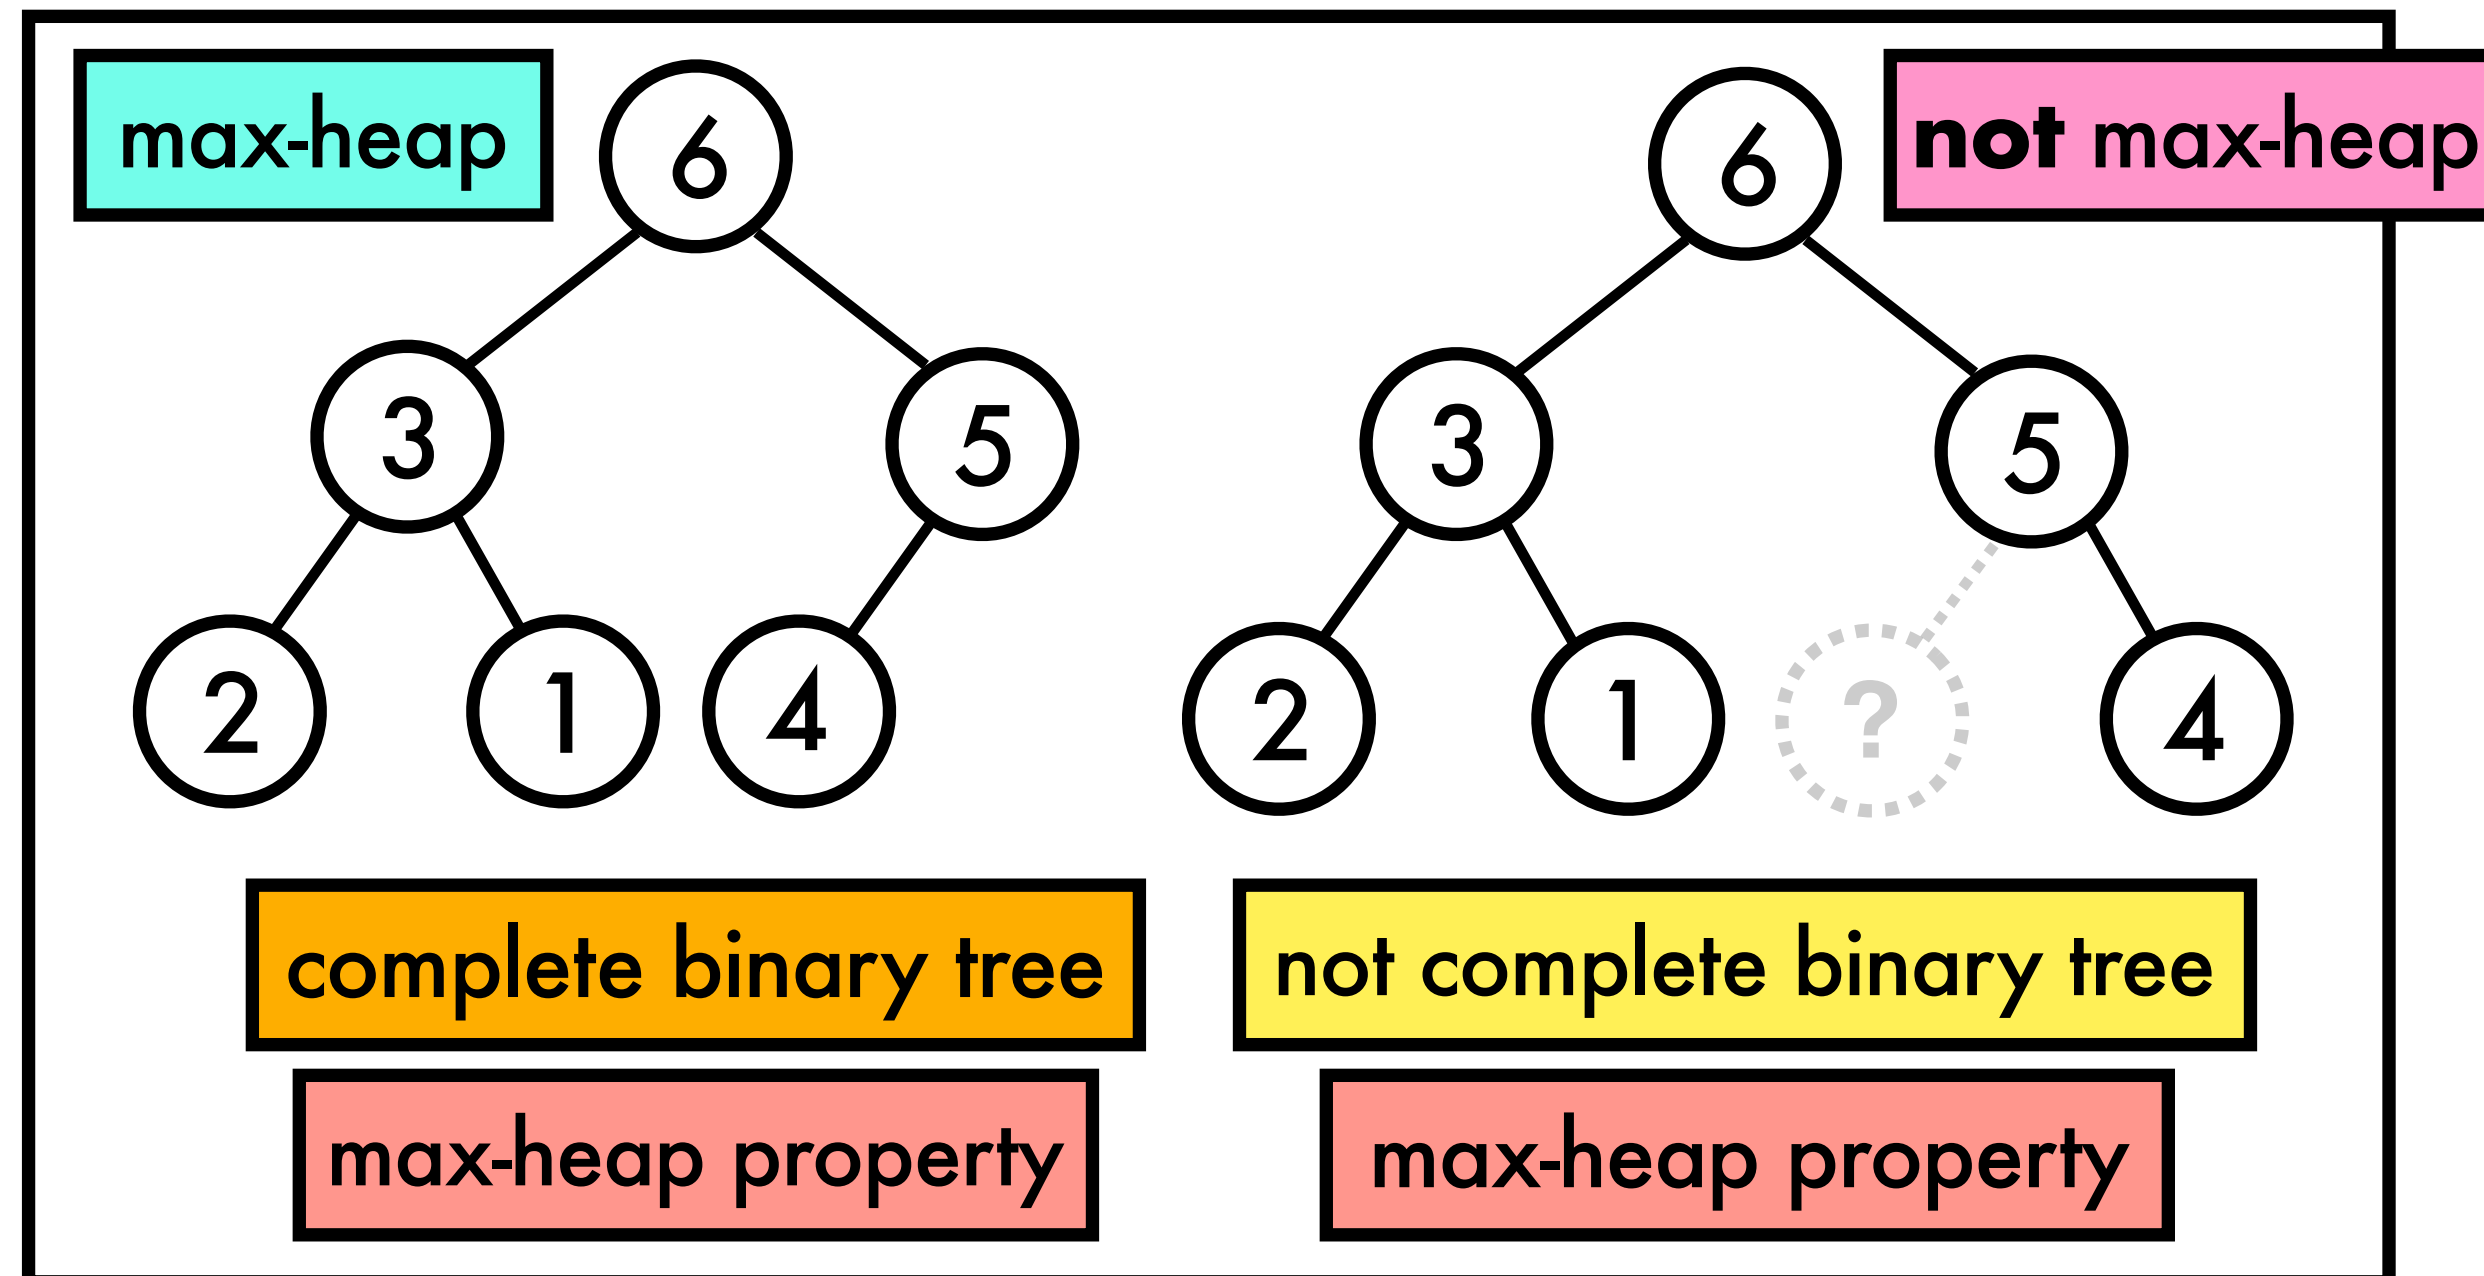 max-heap
6
3
5
2
1
4
complete binary tree
max-heap property
not max-heap
6
3
5
2
1
?
4
not complete binary tree
max-heap property